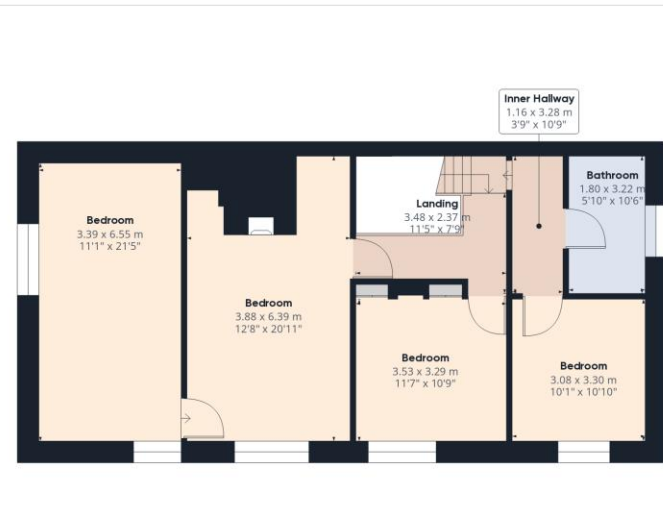 Inner Hallway
1.16 x 3.28 m
3'9" x 10'9"
Bedroom
3.39 x 6.55 m
11'1" x 21'5"
Landing
3.48 x 2.37 m
11'5" x 7'9"
Bathroom
1.80 x 3.22 m
5'10" x 10'6"
Bedroom
3.88 x 6.39 m
12'8" x 20'11"
Bedroom
3.53 x 3.29 m
11'7" x 10'9"
Bedroom
3.08 x 3.30 m
10'1" x 10'10"